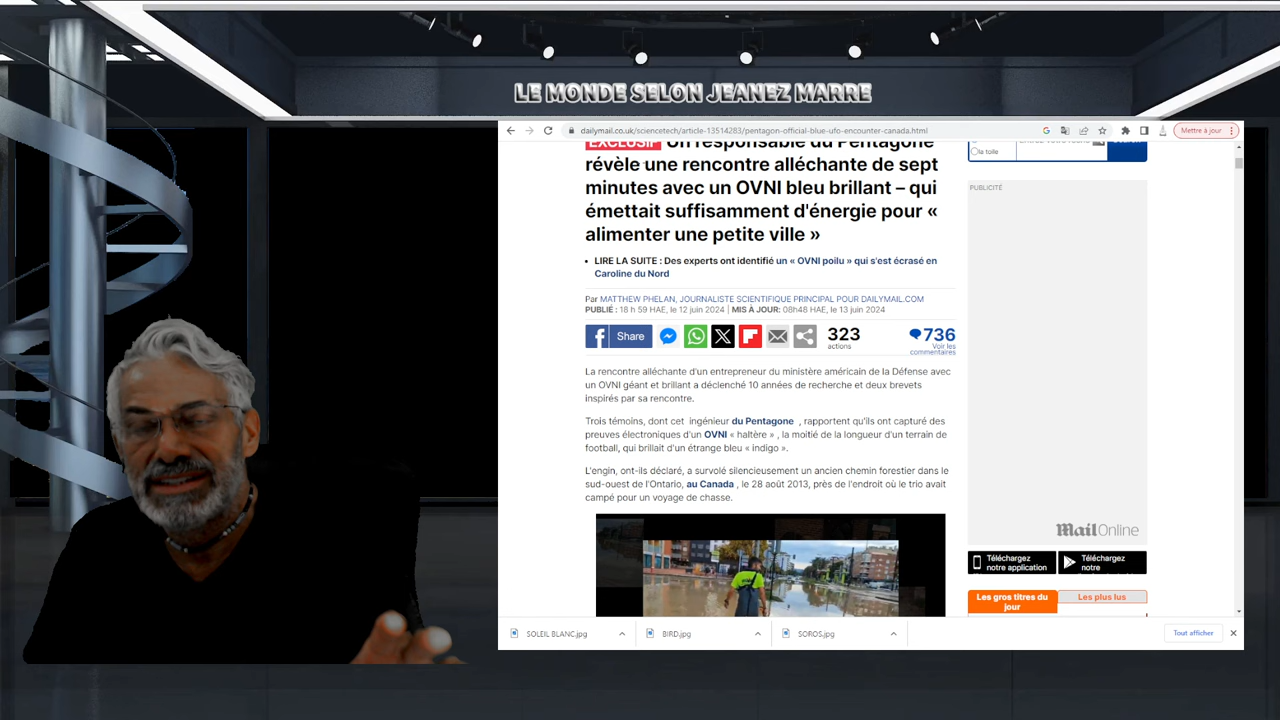 LE MONDE SELON JEANEZ MARRE
dailymail.co.uk/sciencetech/article-13514283/pentagon-official-blue-ufo-encounter-canada.html
Mettre à jour
EXCLUSIF Un responsable du Pentagone
révèle une rencontre alléchante de sept
minutes avec un OVNI bleu brillant – qui
émettait suffisamment d'énergie pour «
alimenter une petite ville »
• LIRE LA SUITE : Des experts ont identifié un « OVNI poilu » qui s'est écrasé en
Caroline du Nord
Par MATTHEW PHELAN, JOURNALISTE SCIENTIFIQUE PRINCIPAL POUR DAILYMAIL.COM
PUBLIÉ : 18 h 59 HAE, le 12 juin 2024 | MIS À JOUR: 08h48 HAE, le 13 juin 2024
Share
323
actions
736
Voir les
commentaires
La rencontre alléchante d'un entrepreneur du ministère américain de la Défense avec
un OVNI géant et brillant a déclenché 10 années de recherche et deux brevets
inspirés par sa rencontre.
Trois témoins, dont cet ingénieur du Pentagone , rapportent qu'ils ont capturé des
preuves électroniques d'un OVNI « haltère » , la moitié de la longueur d'un terrain de
football, qui brillait d'un étrange bleu « indigo ».
L'engin, ont-ils déclaré, a survolé silencieusement un ancien chemin forestier dans le
sud-ouest de l'Ontario, au Canada , le 28 août 2013, près de l'endroit où le trio avait
campé pour un voyage de chasse.
la toile
PUBLICITÉ
Mail Online
Téléchargez
notre application
Téléchargez
notre
Les gros titres du
jour
Les plus lus
SOLEIL BLANC.jpg
BIRD.jpg
SOROS.jpg
Tout afficher